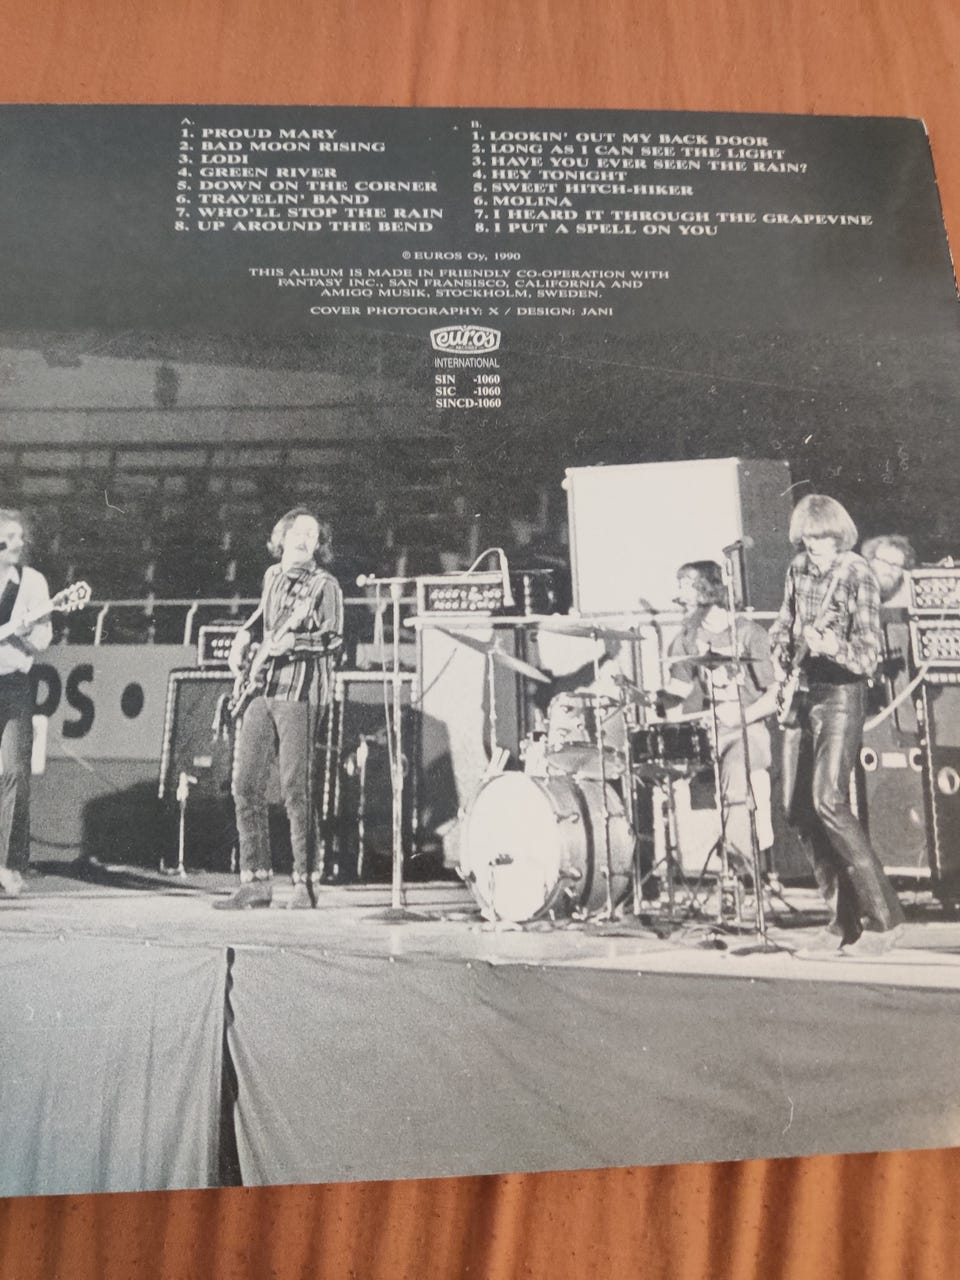 A.
1. PROUD MARY
2. BAD MOON RISING
3. LODI
4. GREEN RIVER
5. DOWN ON THE CORNER
6. TRAVELIN' BAND
7. WHO'LL STOP THE RAIN
8. UP AROUND THE BEND
B.
1. LOOKIN' OUT MY BACK DOOR
2. LONG AS I CAN SEE THE LIGHT
3. HAVE YOU EVER SEEN THE RAIN?
4. HEY TONIGHT
5. SWEET HITCH-HIKER
6. MOLINA
7. I HEARD IT THROUGH THE GRAPEVINE
8. I PUT A SPELL ON YOU
℗ EUROS Oy, 1990
THIS ALBUM IS MADE IN FRIENDLY CO-OPERATION WITH
FANTASY INC., SAN FRANSISCO, CALIFORNIA AND
AMIGO MUSIK, STOCKHOLM, SWEDEN.
COVER PHOTOGRAPHY: X / DESIGN: JANI
euros
RECORDS
INTERNATIONAL
SIN -1060
SIC -1060
SINCD-1060
PS